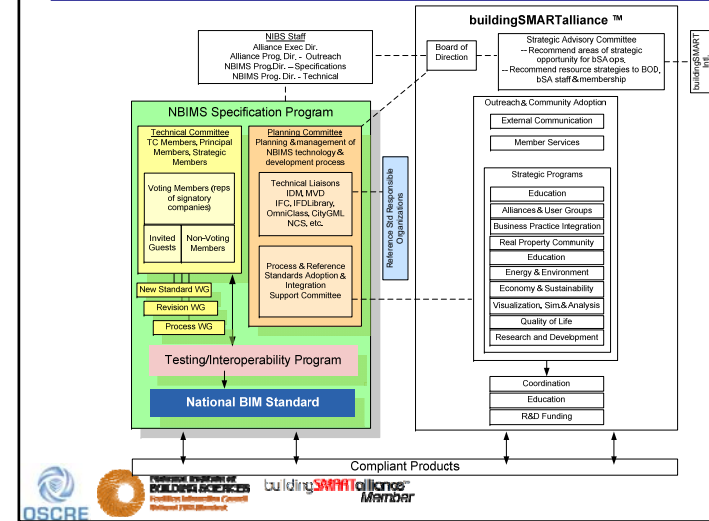 buildingSMARTalliance ™
NIBS Staff
Alliance Exec Dir.
Alliance Prog. Dir. - Outreach
NBIMS Prog.Dir. – Specifications
NBIMS Prog. Dir. - Technical
Board of
Direction
Strategic Advisory Committee
-- Recommend areas of strategic
opportunity for bSA ops.
-- Recommend resource strategies to BOD,
bSA staff & membership
buildingSMART
Intl.
NBIMS Specification Program
Technical Committee
TC Members, Principal
Members, Strategic
Members
Voting Members (reps
of signatory
companies)
Invited
Guests
Non-Voting
Members
New Standard WG
Revision WG
Process WG
Planning Committee
Planning & management of
NBIMS technology &
development process
Technical Liaisons
IDM, MVD
IFC, IFDLibrary,
OmniClass, CityGML
NCS, etc.
Process & Reference
Standards Adoption &
Integration
Support Committee
Reference Std Responsible
Organizations
Testing/Interoperability Program
National BIM Standard
Outreach & Community Adoption
External Communication
Member Services
Strategic Programs
Education
Alliances & User Groups
Business Practice Integration
Real Property Community
Education
Energy & Environment
Economy & Sustainability
Visualization, Sim.& Analysis
Quality of Life
Research and Development
Coordination
Education
R&D Funding
Compliant Products
OSCRE
National Institute of
BUILDING SCIENCES
Facilities Information Council
National BIM Standard
buildingSMARTalliance
Member